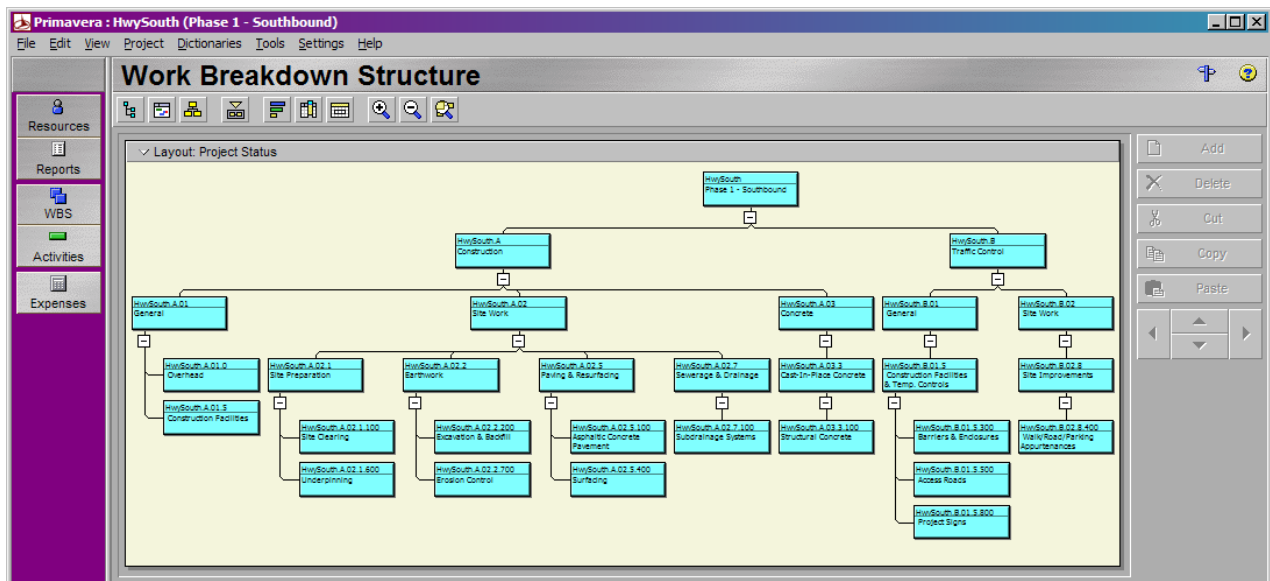 Primavera : HwySouth (Phase 1 - Southbound)
File Edit View Project Dictionaries Tools Settings Help
Work Breakdown Structure
Resources
Reports
WBS
Activities
Expenses
Layout: Project Status
HwySouth
Phase 1 - Southbound
HwySouth.A
Construction
HwySouth.B
Traffic Control
HwySouth.A.01
General
HwySouth.A.02
Site Work
HwySouth.A.03
Concrete
HwySouth.B.01
General
HwySouth.B.02
Site Work
HwySouth.A.01.0
Overhead
HwySouth.A.01.5
Construction Facilities
HwySouth.A.02.1
Site Preparation
HwySouth.A.02.2
Earthwork
HwySouth.A.02.5
Paving & Resurfacing
HwySouth.A.02.7
Sewerage & Drainage
HwySouth.A.03.3
Cast-In-Place Concrete
HwySouth.B.01.5
Construction Facilities
& Temp. Controls
HwySouth.B.02.8
Site Improvements
HwySouth.A.02.1.100
Site Clearing
HwySouth.A.02.1.600
Underpinning
HwySouth.A.02.2.200
Excavation & Backfill
HwySouth.A.02.2.700
Erosion Control
HwySouth.A.02.5.100
Asphaltic Concrete
Pavement
HwySouth.A.02.5.400
Surfacing
HwySouth.A.02.7.100
Subdrainage Systems
HwySouth.A.03.3.100
Structural Concrete
HwySouth.B.01.5.300
Barriers & Enclosures
HwySouth.B.01.5.500
Access Roads
HwySouth.B.01.5.800
Project Signs
HwySouth.B.02.8.400
Walk/Road/Parking
Appurtenances
Add
Delete
Cut
Copy
Paste